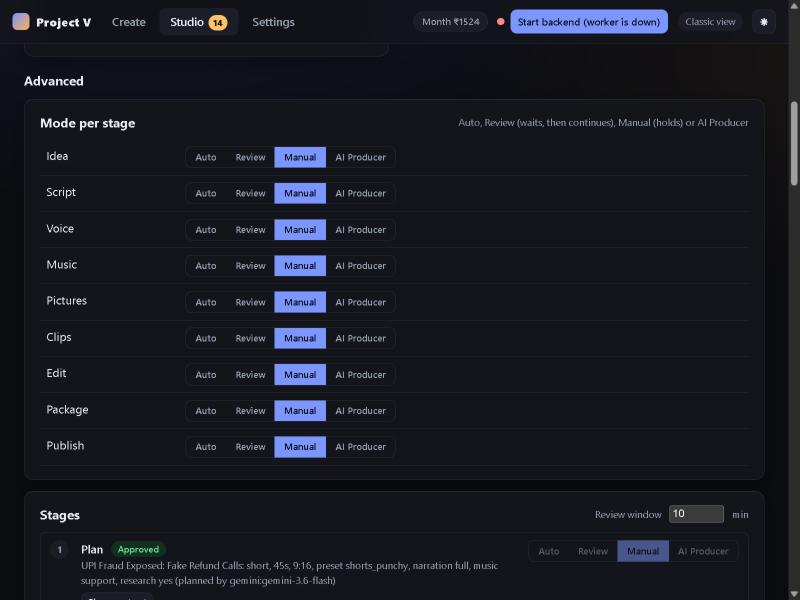 Project V Create Studio 14 Settings Month ₹1524 Start backend (worker is down) Classic view
Advanced
Mode per stage Auto, Review (waits, then continues), Manual (holds) or AI Producer
Idea Auto Review Manual AI Producer
Script Auto Review Manual AI Producer
Voice Auto Review Manual AI Producer
Music Auto Review Manual AI Producer
Pictures Auto Review Manual AI Producer
Clips Auto Review Manual AI Producer
Edit Auto Review Manual AI Producer
Package Auto Review Manual AI Producer
Publish Auto Review Manual AI Producer
Stages Review window 10 min
1 Plan Approved Auto Review Manual AI Producer
UPI Fraud Exposed: Fake Refund Calls: short, 45s, 9:16, preset shorts_punchy, narration full, music
support, research yes (planned by gemini:gemini-3.6-flash)